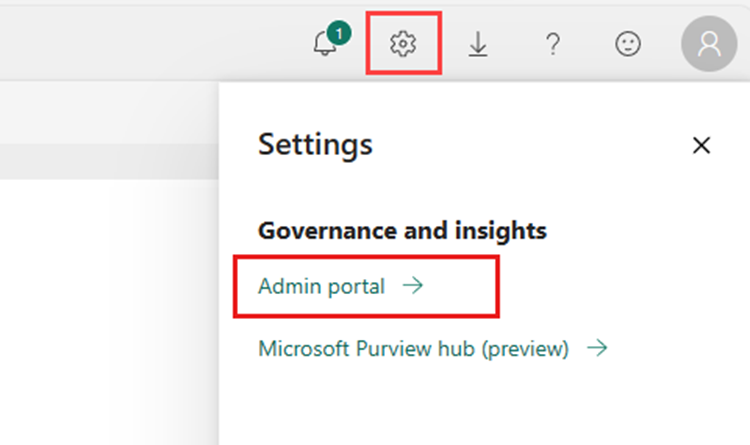 1
?
Settings
Governance and insights
Admin portal
Microsoft Purview hub (preview)